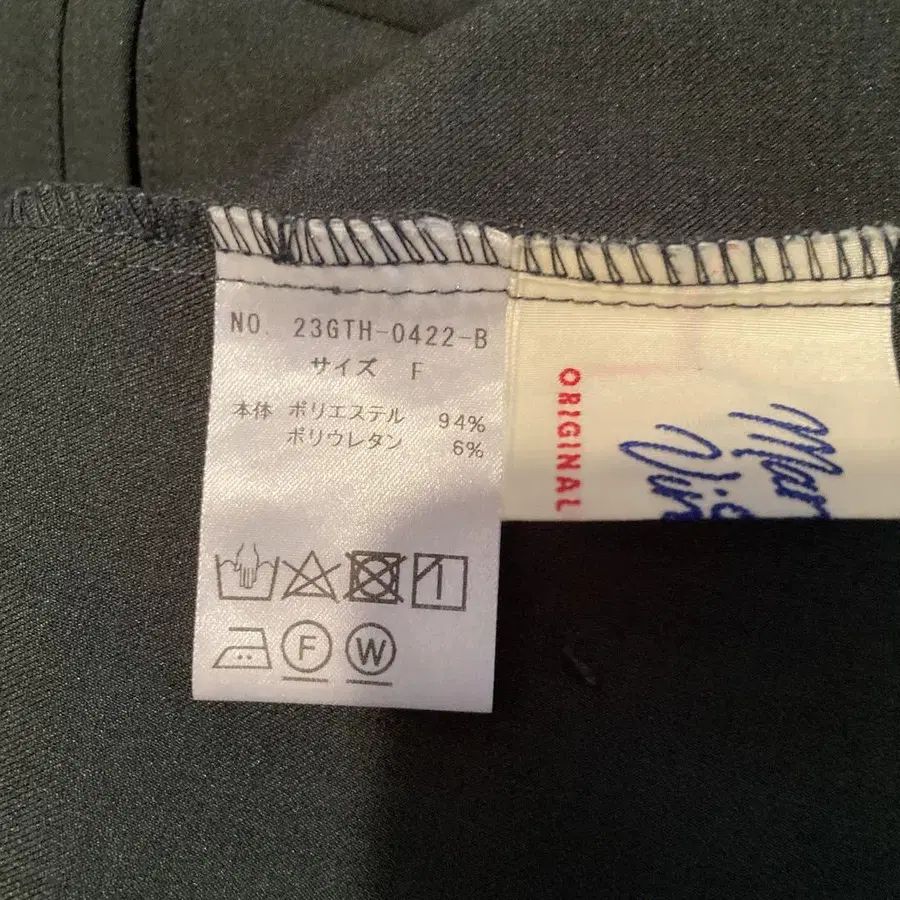 NO. 23GTH-0422-B
サイズ F
本体 ポリエステル 94%
ポリウレタン 6%
F
W
ORIGINAL